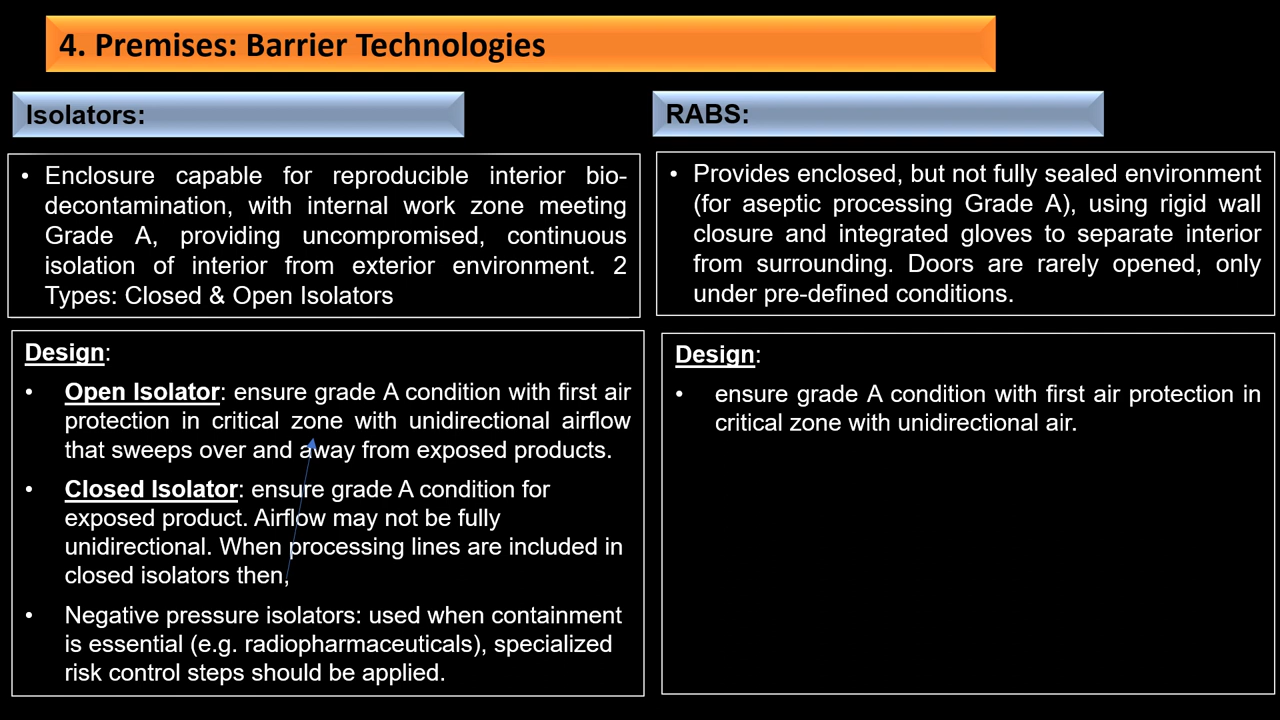 4. Premises: Barrier Technologies
Isolators:
• Enclosure capable for reproducible interior bio-
decontamination, with internal work zone meeting
Grade A, providing uncompromised, continuous
isolation of interior from exterior environment. 2
Types: Closed & Open Isolators
Design:
• Open Isolator: ensure grade A condition with first air
protection in critical zone with unidirectional airflow
that sweeps over and away from exposed products.
• Closed Isolator: ensure grade A condition for
exposed product. Airflow may not be fully
unidirectional. When processing lines are included in
closed isolators then,
• Negative pressure isolators: used when containment
is essential (e.g. radiopharmaceuticals), specialized
risk control steps should be applied.
RABS:
• Provides enclosed, but not fully sealed environment
(for aseptic processing Grade A), using rigid wall
closure and integrated gloves to separate interior
from surrounding. Doors are rarely opened, only
under pre-defined conditions.
Design:
• ensure grade A condition with first air protection in
critical zone with unidirectional air.